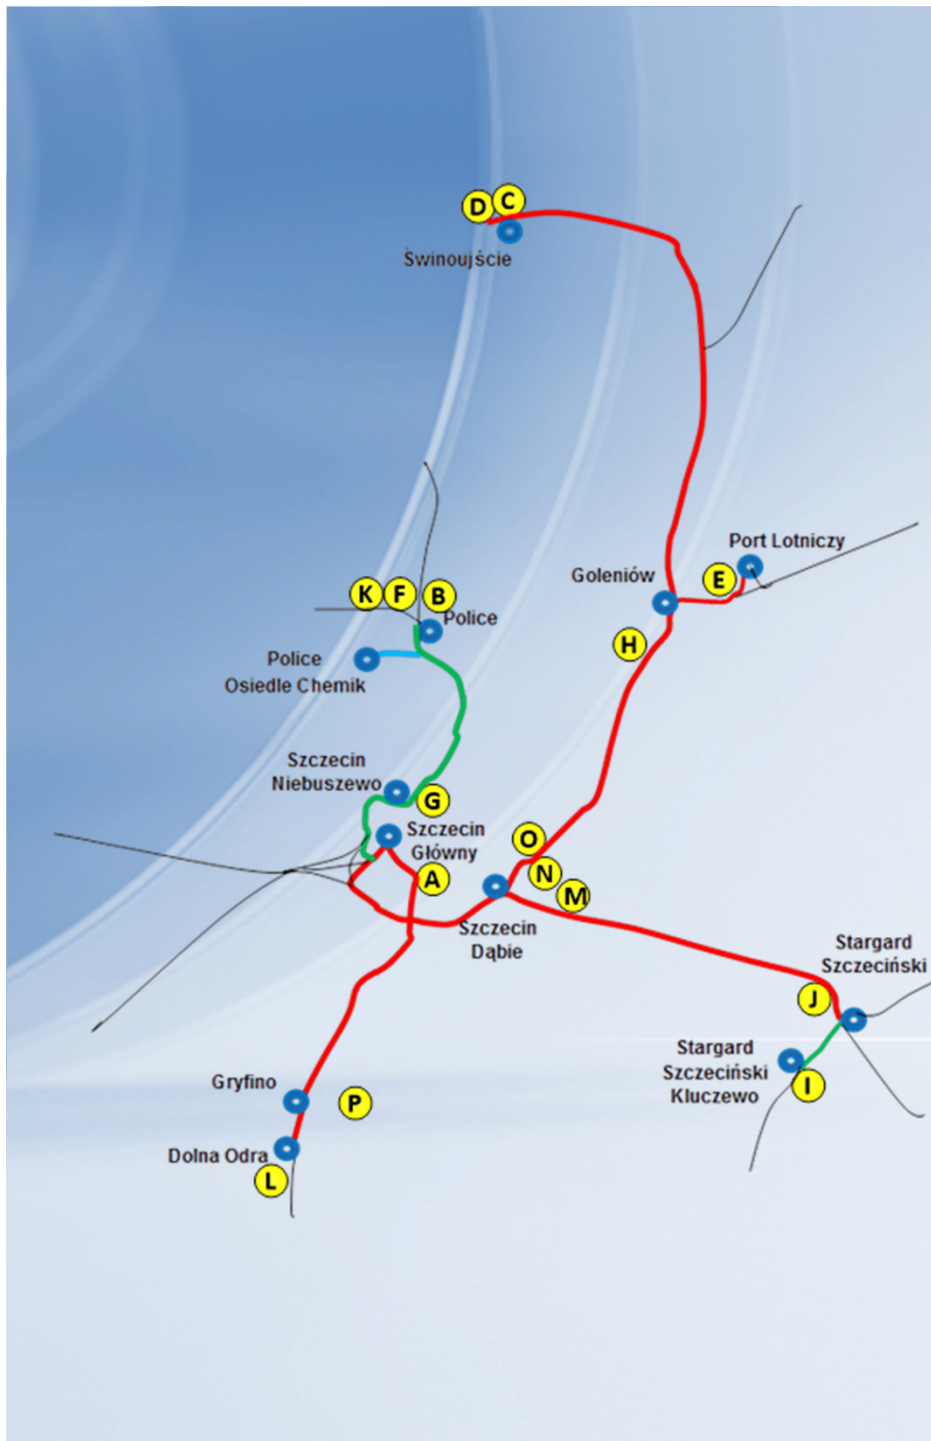 D C
Świnoujście
Port Lotniczy
Goleniów
E
K F B
Police
H
Police
Osiedle Chemik
Szczecin
Niebuszewo
G
Szczecin
Główny
A
O
N
M
Szczecin
Dąbie
Stargard
Szczeciński
J
Stargard
Szczeciński
Kluczewo
I
Gryfino
P
Dolna Odra
L